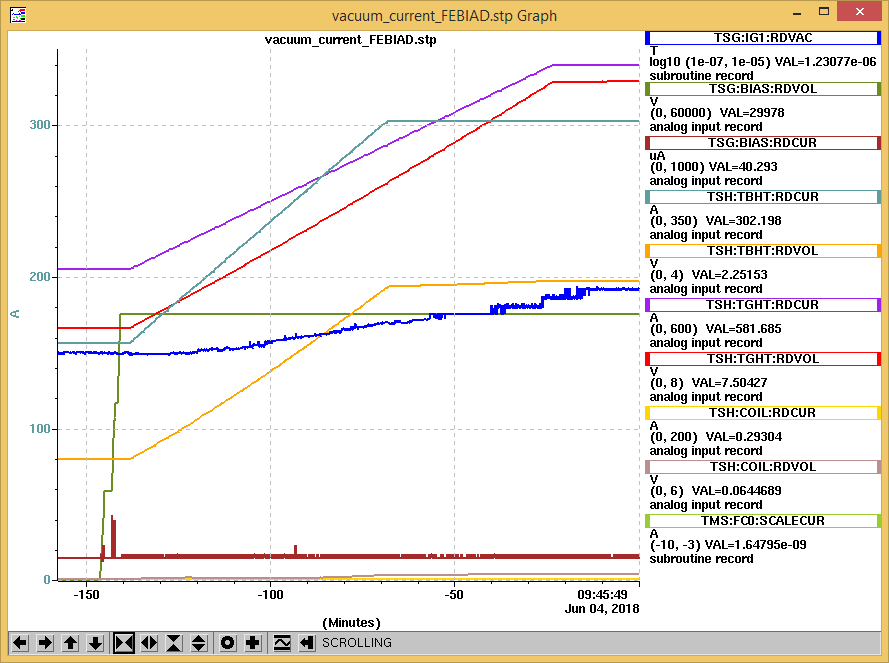 vacuum_current_FEBIAD.stp Graph
vacuum_current_FEBIAD.stp
300
200
100
0
A
-150
-100
-50
09:45:49
Jun 04, 2018
(Minutes)
TSG:IG1:RDVAC
T
log10 (1e-07, 1e-05) VAL=1.23077e-06
subroutine record
TSG:BIAS:RDVOL
V
(0, 60000) VAL=29978
analog input record
TSG:BIAS:RDCUR
uA
(0, 1000) VAL=40.293
analog input record
TSH:TBHT:RDCUR
A
(0, 350) VAL=302.198
analog input record
TSH:TBHT:RDVOL
V
(0, 4) VAL=2.25153
analog input record
TSH:TGHT:RDCUR
A
(0, 600) VAL=581.685
analog input record
TSH:TGHT:RDVOL
V
(0, 8) VAL=7.50427
analog input record
TSH:COIL:RDCUR
A
(0, 200) VAL=0.29304
analog input record
TSH:COIL:RDVOL
V
(0, 6) VAL=0.0644689
analog input record
TMS:FC0:SCALECUR
A
(-10, -3) VAL=1.64795e-09
subroutine record
SCROLLING